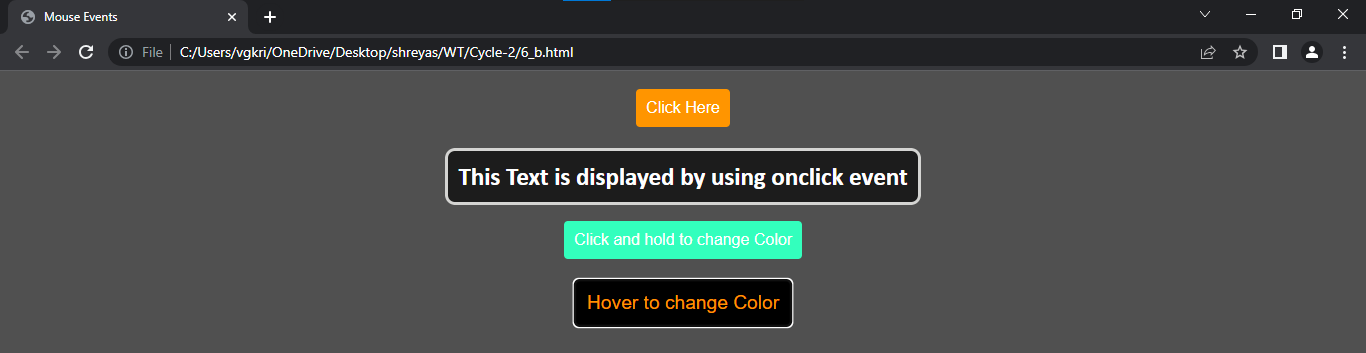 Mouse Events
File C:/Users/vgkri/OneDrive/Desktop/shreyas/WT/Cycle-2/6_b.html
Click Here
This Text is displayed by using onclick event
Click and hold to change Color
Hover to change Color